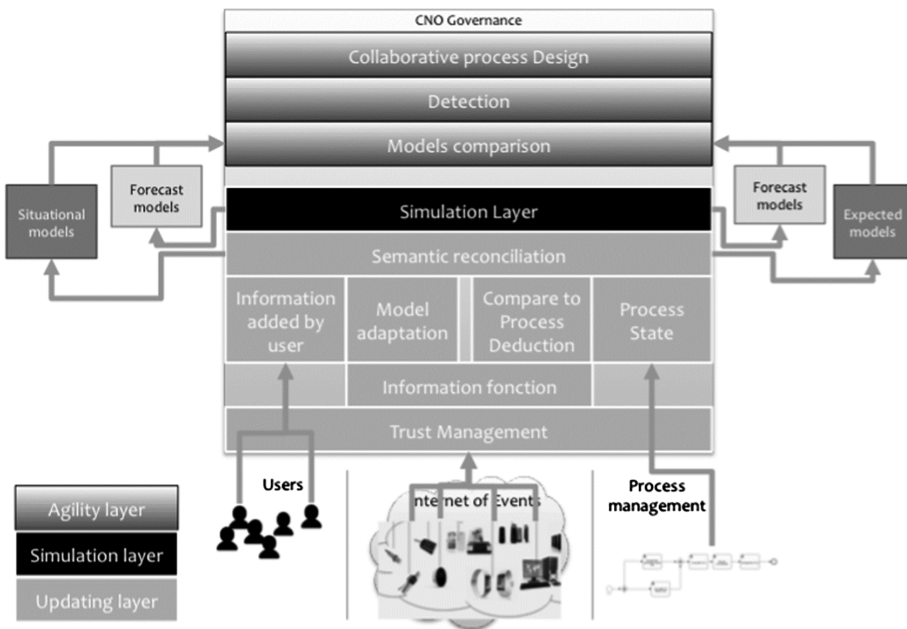 CNO Governance
Collaborative process Design
Detection
Models comparison
Situational
models
Forecast
models
Simulation Layer
Forecast
models
Expected
models
Semantic reconciliation
Information
added by
user
Model
adaptation
Compare to
Process
Deduction
Process
State
Information fonction
Trust Management
Users
Internet of Events
Process
management
Agility layer
Simulation layer
Updating layer